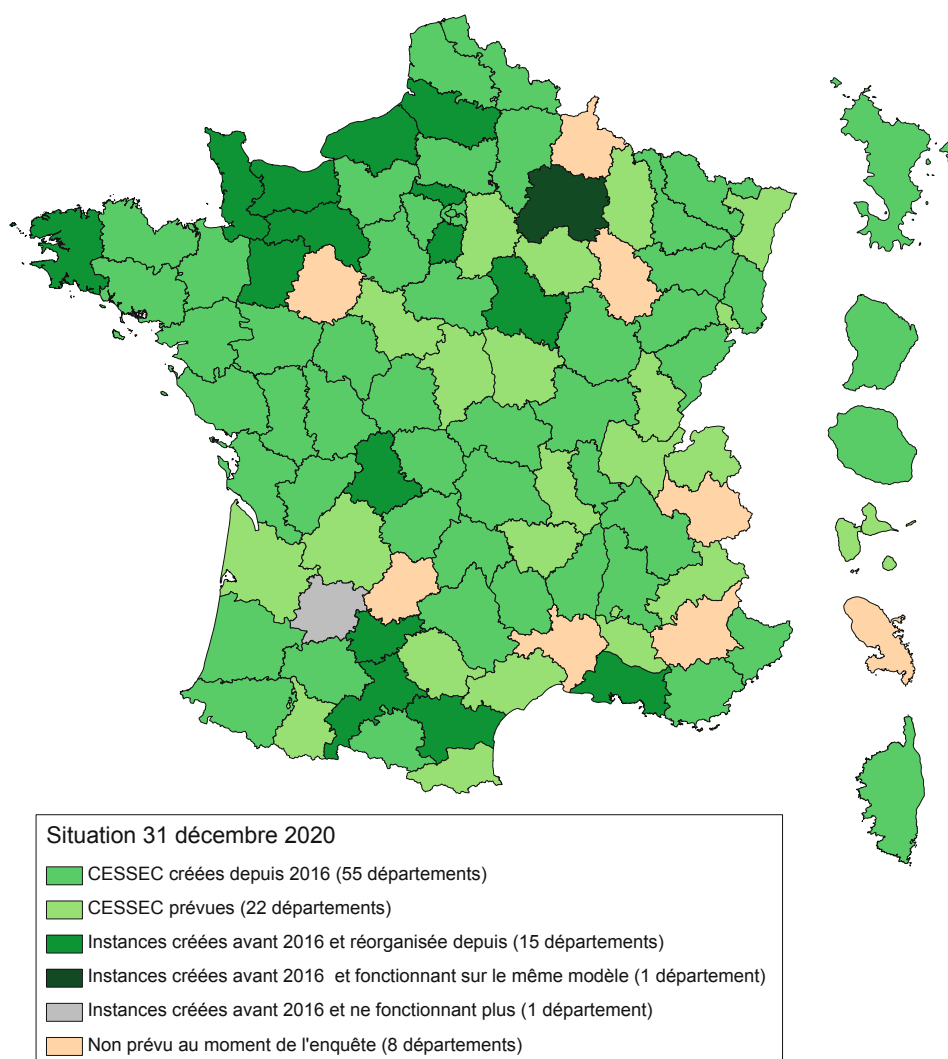 Situation 31 décembre 2020
CESSEC créées depuis 2016 (55 départements)
CESSEC prévues (22 départements)
Instances créées avant 2016 et réorganisée depuis (15 départements)
Instances créées avant 2016  et fonctionnant sur le même modèle (1 département)
Instances créées avant 2016 et ne fonctionnant plus (1 département)
Non prévu au moment de l'enquête (8 départements)